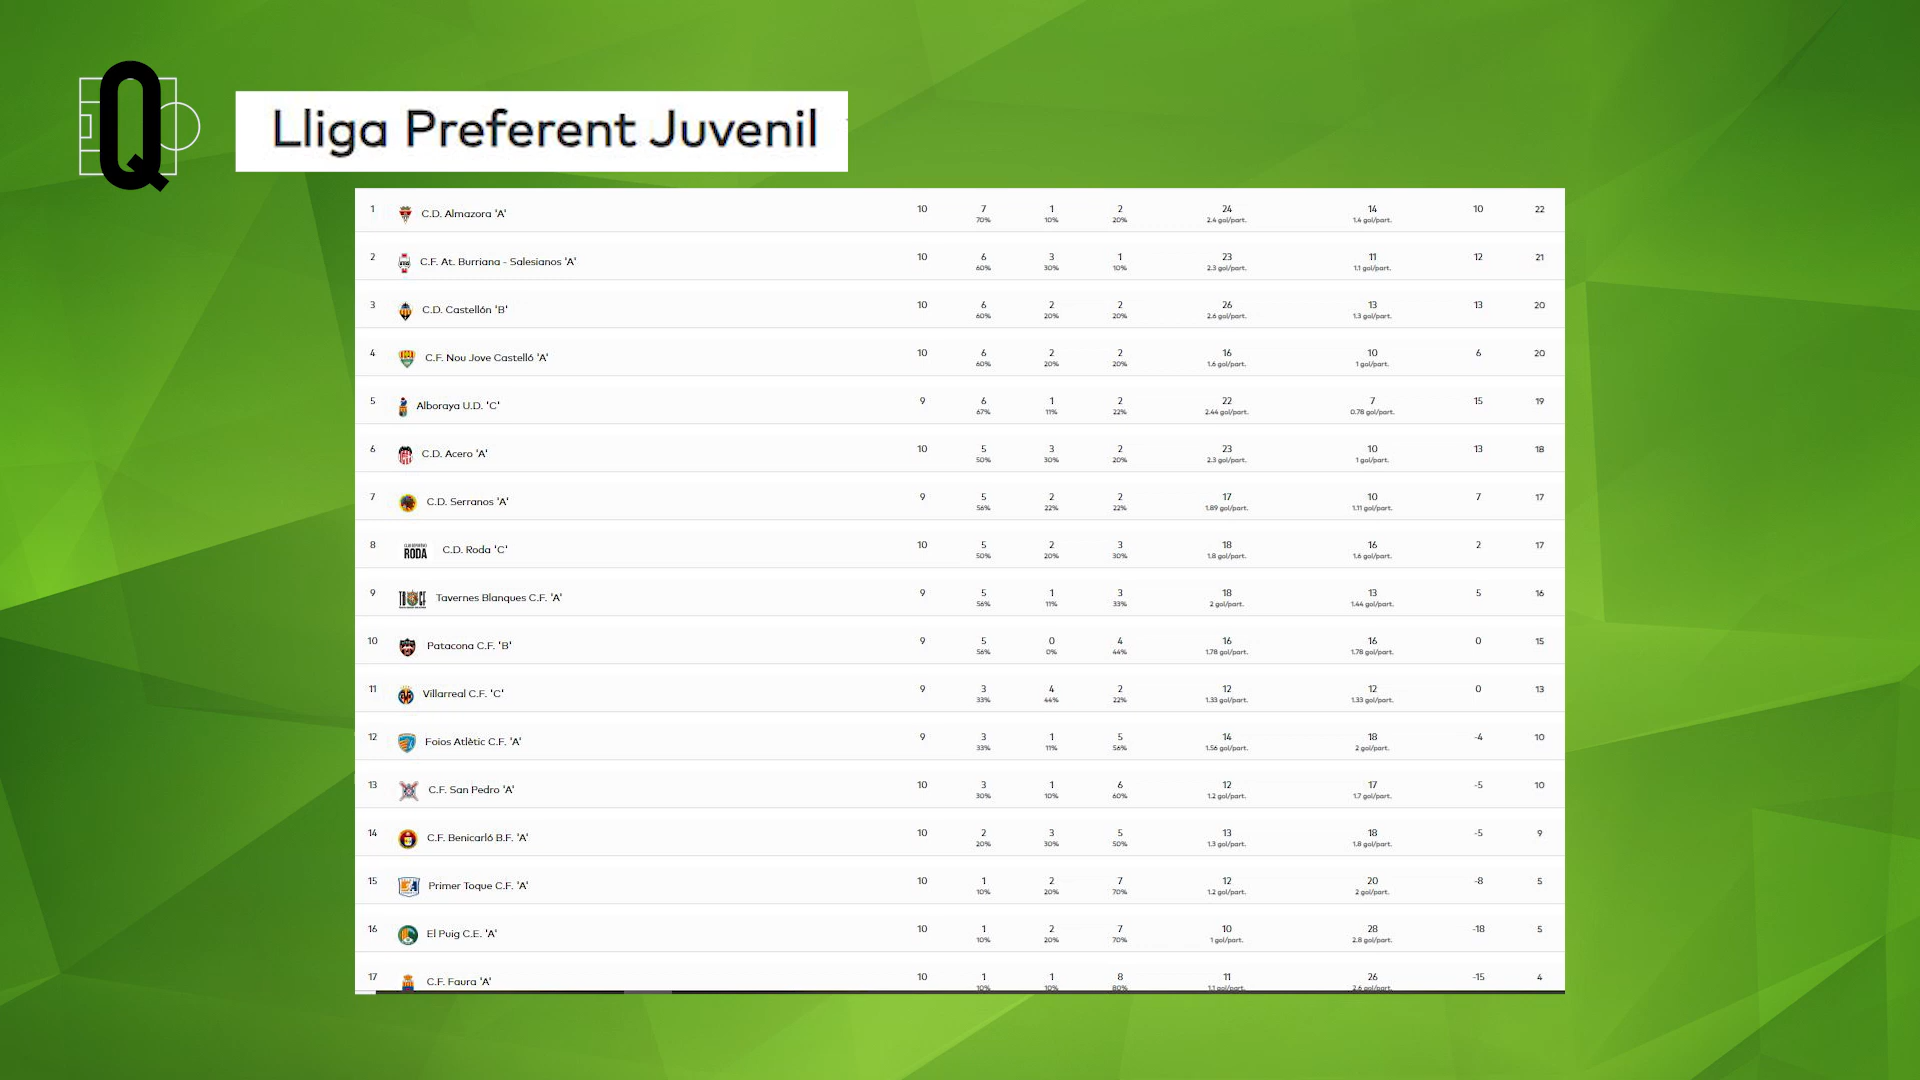 Q
Lliga Preferent Juvenil
1 C.D. Almazora 'A' 10 7 1 2 24 14 10 22
70% 10% 20% 2.4 gol/part. 1.4 gol/part.
2 C.F. At. Burriana - Salesianos 'A' 10 6 3 1 23 11 12 21
60% 30% 10% 2.3 gol/part. 1.1 gol/part.
3 C.D. Castellón 'B' 10 6 2 2 26 13 13 20
60% 20% 20% 2.6 gol/part. 1.3 gol/part.
4 C.F. Nou Jove Castelló 'A' 10 6 2 2 16 10 6 20
60% 20% 20% 1.6 gol/part. 1 gol/part.
5 Alboraya U.D. 'C' 9 6 1 2 22 7 15 19
67% 11% 22% 2.44 gol/part. 0.78 gol/part.
6 C.D. Acero 'A' 10 5 3 2 23 10 13 18
50% 30% 20% 2.3 gol/part. 1 gol/part.
7 C.D. Serranos 'A' 9 5 2 2 17 10 7 17
56% 22% 22% 1.89 gol/part. 1.11 gol/part.
8 RODA C.D. Roda 'C' 10 5 2 3 18 16 2 17
50% 20% 30% 1.8 gol/part. 1.6 gol/part.
9 Tavernes Blanques C.F. 'A' 9 5 1 3 18 13 5 16
56% 11% 33% 2 gol/part. 1.44 gol/part.
10 Patacona C.F. 'B' 9 5 0 4 16 16 0 15
56% 0% 44% 1.78 gol/part. 1.78 gol/part.
11 Villarreal C.F. 'C' 9 3 4 2 12 12 0 13
33% 44% 22% 1.33 gol/part. 1.33 gol/part.
12 Foios Atlètic C.F. 'A' 9 3 1 5 14 18 -4 10
33% 11% 56% 1.56 gol/part. 2 gol/part.
13 C.F. San Pedro 'A' 10 3 1 6 12 17 -5 10
30% 10% 60% 1.2 gol/part. 1.7 gol/part.
14 C.F. Benicarló B.F. 'A' 10 2 3 5 13 18 -5 9
20% 30% 50% 1.3 gol/part. 1.8 gol/part.
15 Primer Toque C.F. 'A' 10 1 2 7 12 20 -8 5
10% 20% 70% 1.2 gol/part. 2 gol/part.
16 El Puig C.E. 'A' 10 1 2 7 10 28 -18 5
10% 20% 70% 1 gol/part. 2.8 gol/part.
17 C.F. Faura 'A' 10 1 1 8 11 26 -15 4
10% 10% 80% 1.1 gol/part. 2.6 gol/part.